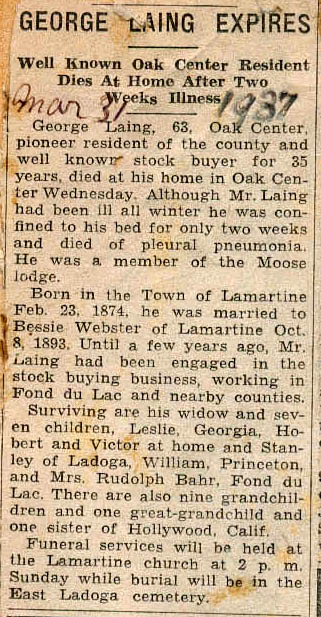 GEORGE LAING EXPIRES
Well Known Oak Center Resident
Dies At Home After Two
Weeks Illness
Mar 31 1937
George Laing, 63, Oak Center,
pioneer resident of the county and
well known stock buyer for 35
years, died at his home in Oak Cen-
ter Wednesday. Although Mr. Laing
had been ill all winter he was con-
fined to his bed for only two weeks
and died of pleural pneumonia.
He was a member of the Moose
lodge.
Born in the Town of Lamartine
Feb. 23, 1874, he was married to
Bessie Webster of Lamartine Oct.
8, 1893. Until a few years ago, Mr.
Laing had been engaged in the
stock buying business, working in
Fond du Lac and nearby counties.
Surviving are his widow and sev-
en children, Leslie, Georgia, Ho-
bert and Victor at home and Stan-
ley of Ladoga, William, Princeton,
and Mrs. Rudolph Bahr, Fond du
Lac. There are also nine grandchil-
dren and one great-grandchild and
one sister of Hollywood, Calif.
Funeral services will be held at
the Lamartine church at 2 p. m.
Sunday while burial will be in the
East Ladoga cemetery.